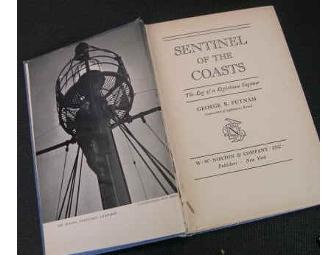 SENTINEL
OF THE
COASTS
The Log of a Lighthouse Engineer
GEORGE R. PUTNAM
W · W · NORTON & COMPANY · INC ·
Publishers · New York